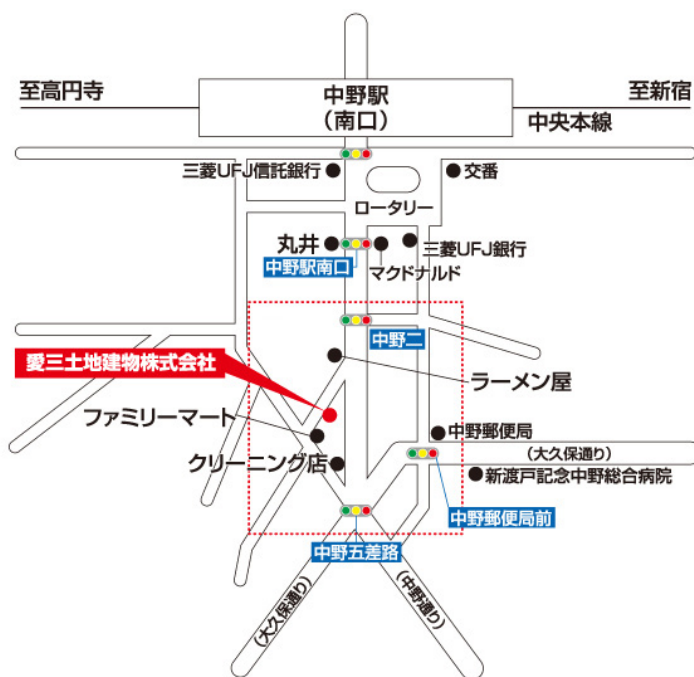 至高円寺
中野駅
(南口)
至新宿
中央本線
三菱UFJ信託銀行
交番
ロータリー
丸井
中野駅南口
マクドナルド
三菱UFJ銀行
中野二
愛三土地建物株式会社
ラーメン屋
ファミリーマート
中野郵便局
(大久保通り)
クリーニング店
新渡戸記念中野総合病院
中野郵便局前
中野五差路
(大久保通り)
(中野通り)